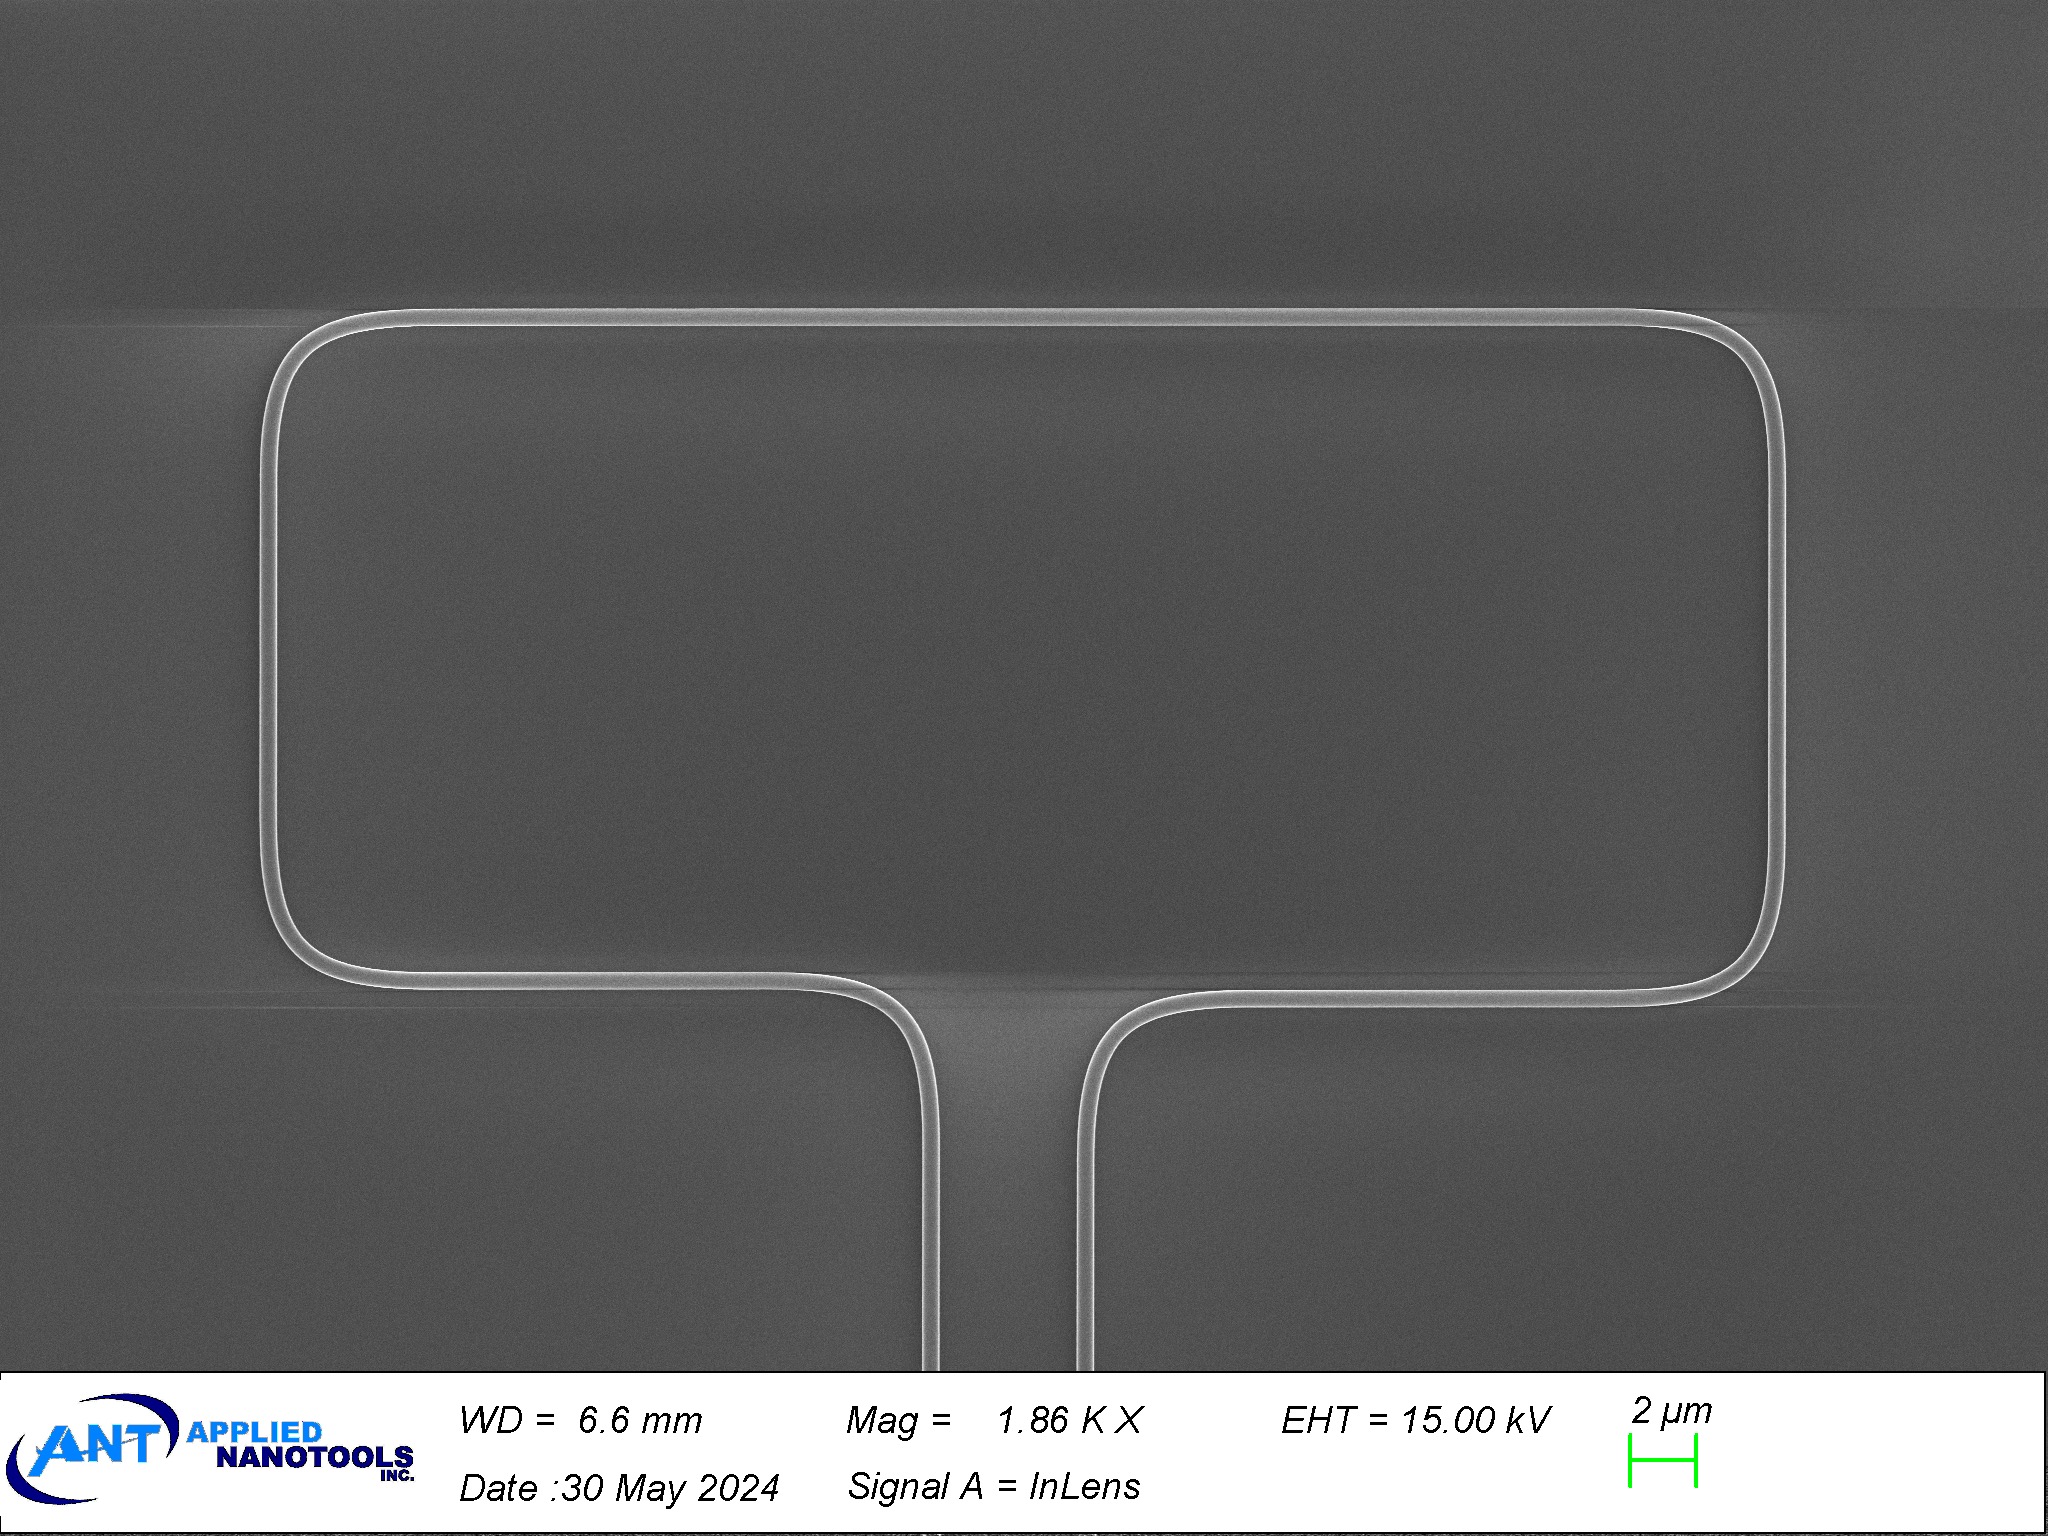 ANT APPLIED
NANOTOOLS
INC.
WD = 6.6 mm Mag = 1.86 K X EHT = 15.00 kV 2 µm
Date :30 May 2024 Signal A = InLens